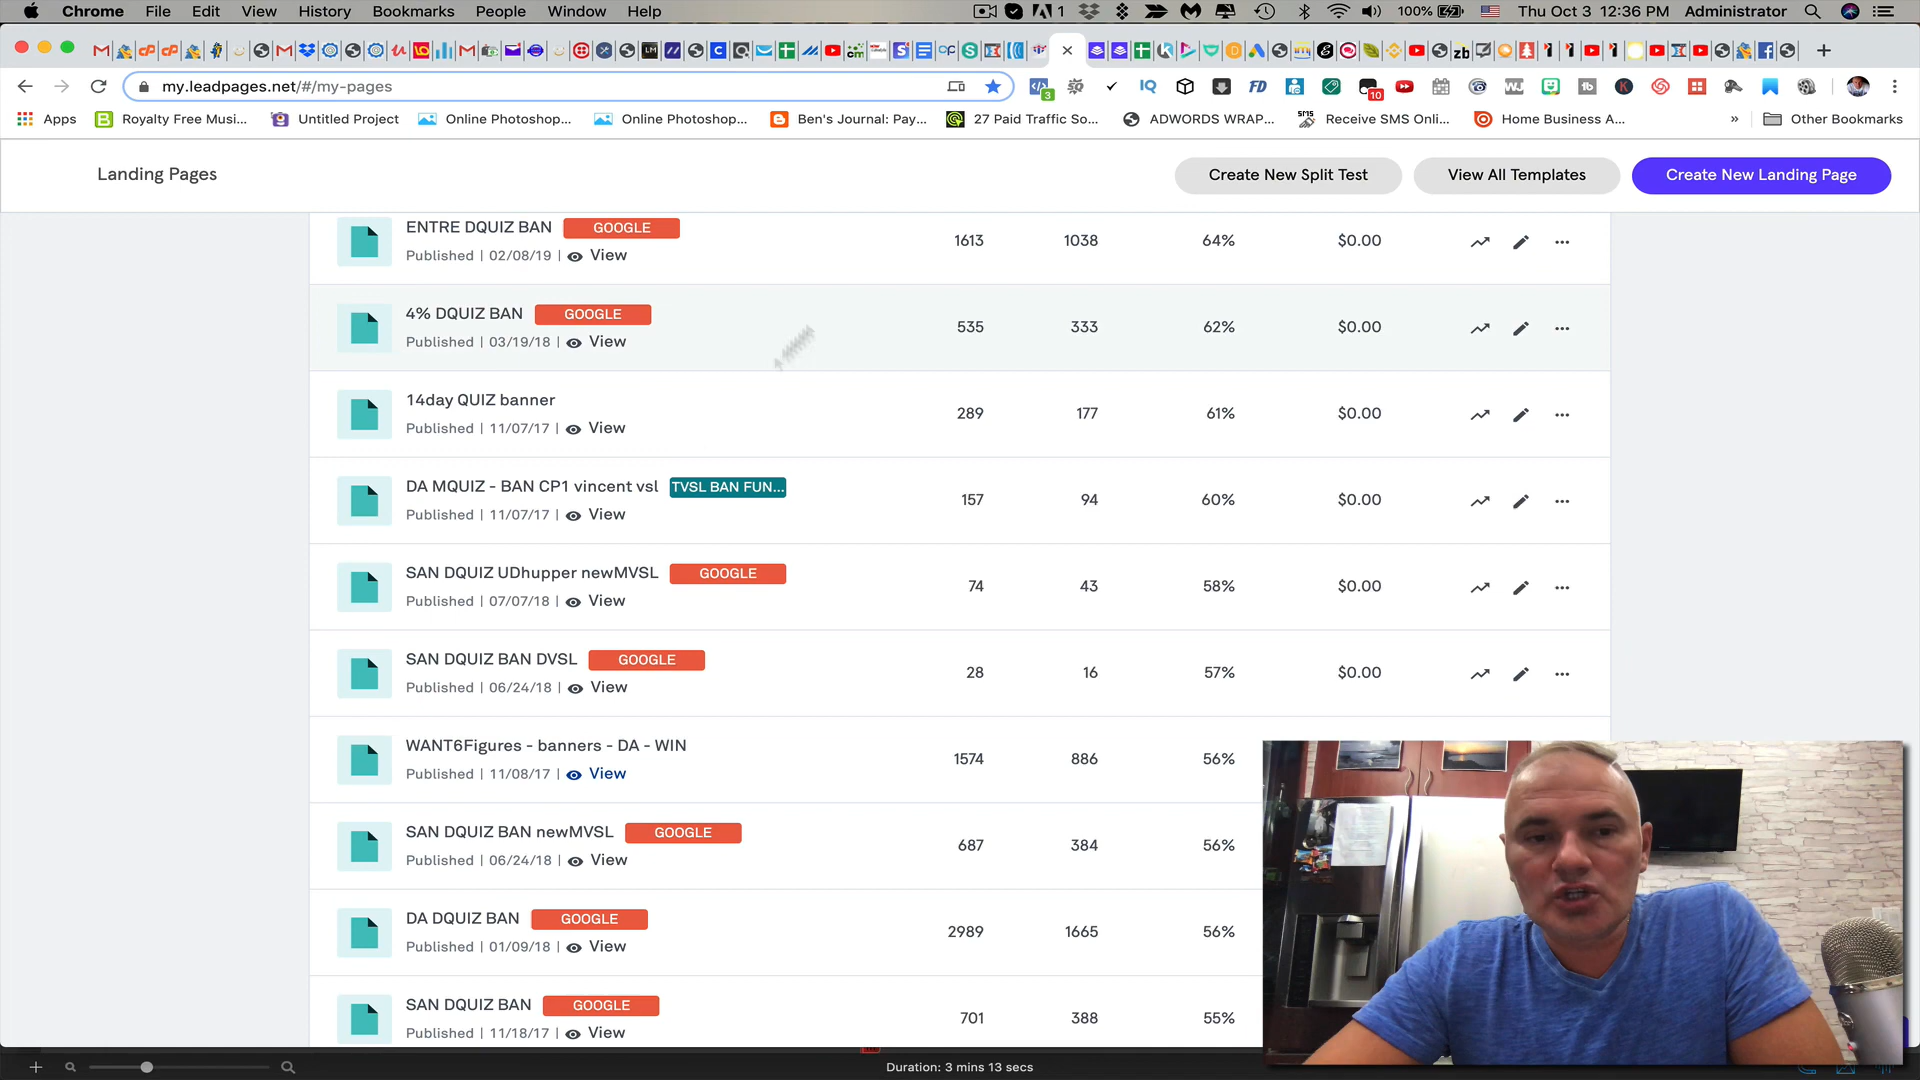 Chrome File Edit View History Bookmarks People Window Help 1 100% Thu Oct 3 12:36 PM Administrator
my.leadpages.net/#/my-pages 3 IQ FD 10
Apps Royalty Free Musi... Untitled Project Online Photoshop... Online Photoshop... Ben's Journal: Pay... 27 Paid Traffic So... ADWORDS WRAP... Receive SMS Onli... Home Business A... » Other Bookmarks
Landing Pages Create New Split Test View All Templates Create New Landing Page
ENTRE DQUIZ BAN GOOGLE 1613 1038 64% $0.00
Published | 02/08/19 | View
4% DQUIZ BAN GOOGLE 535 333 62% $0.00
Published | 03/19/18 | View
14day QUIZ banner 289 177 61% $0.00
Published | 11/07/17 | View
DA MQUIZ - BAN CP1 vincent vsl TVSL BAN FUN... 157 94 60% $0.00
Published | 11/07/17 | View
SAN DQUIZ UDhupper newMVSL GOOGLE 74 43 58% $0.00
Published | 07/07/18 | View
SAN DQUIZ BAN DVSL GOOGLE 28 16 57% $0.00
Published | 06/24/18 | View
WANT6Figures - banners - DA - WIN 1574 886 56%
Published | 11/08/17 | View
SAN DQUIZ BAN newMVSL GOOGLE 687 384 56%
Published | 06/24/18 | View
DA DQUIZ BAN GOOGLE 2989 1665 56%
Published | 01/09/18 | View
SAN DQUIZ BAN GOOGLE 701 388 55%
Published | 11/18/17 | View
Duration: 3 mins 13 secs